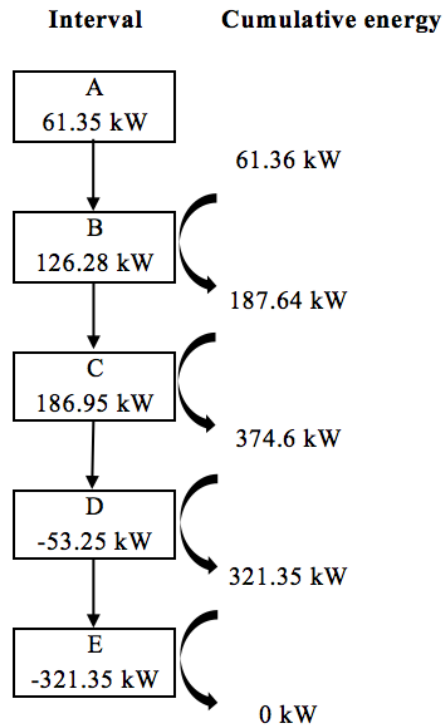 Interval Cumulative energy
A
61.35 kW
61.36 kW
B
126.28 kW
187.64 kW
C
186.95 kW
374.6 kW
D
-53.25 kW
321.35 kW
E
-321.35 kW
0 kW